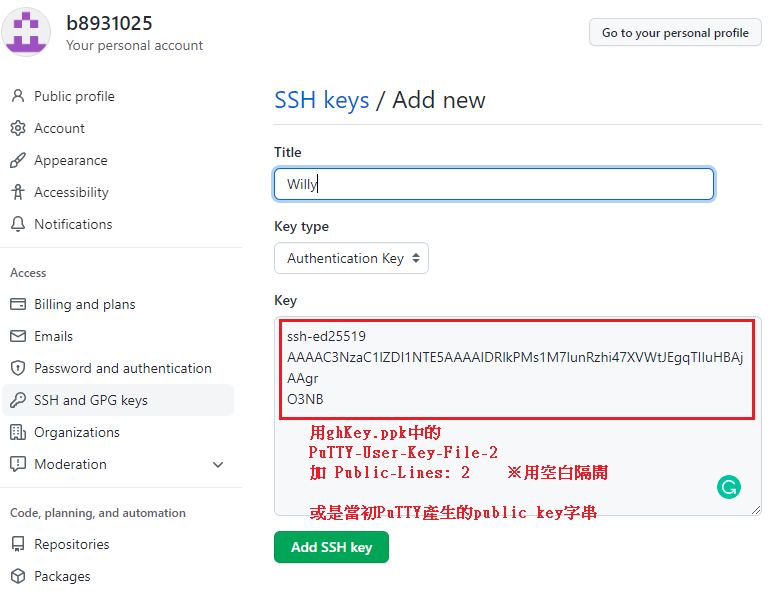 b8931025
Your personal account
Go to your personal profile
Public profile
Account
Appearance
Accessibility
Notifications
Access
Billing and plans
Emails
Password and authentication
SSH and GPG keys
Organizations
Moderation
Code, planning, and automation
Repositories
Packages
SSH keys / Add new
Title
Willy
Key type
Authentication Key
Key
ssh-ed25519
AAAAC3NzaC1lZDI1NTE5AAAAIDRlkPMs1M7lunRzhi47XVWtJEgqTIIuHBAj
AAgr
O3NB
用ghKey.ppk中的
PuTTY-User-Key-File-2
加 Public-Lines: 2 ※用空白隔開
或是當初PuTTY產生的public key字串
Add SSH key